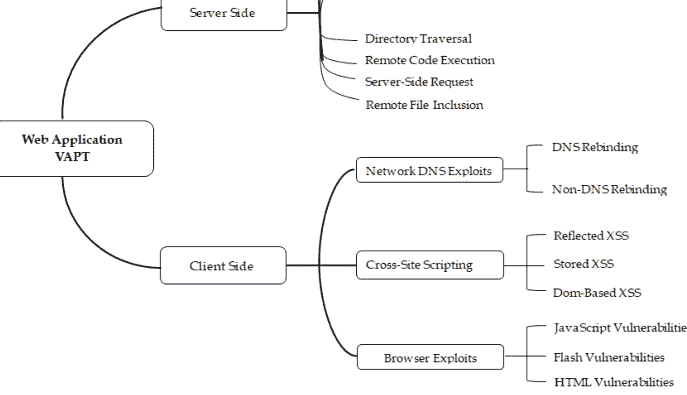 Server Side
Directory Traversal
Remote Code Execution
Server-Side Request
Remote File Inclusion
Web Application
VAPT
Network DNS Exploits
DNS Rebinding
Non-DNS Rebinding
Client Side
Cross-Site Scripting
Reflected XSS
Stored XSS
Dom-Based XSS
Browser Exploits
JavaScript Vulnerabilitie
Flash Vulnerabilities
HTML Vulnerabilities